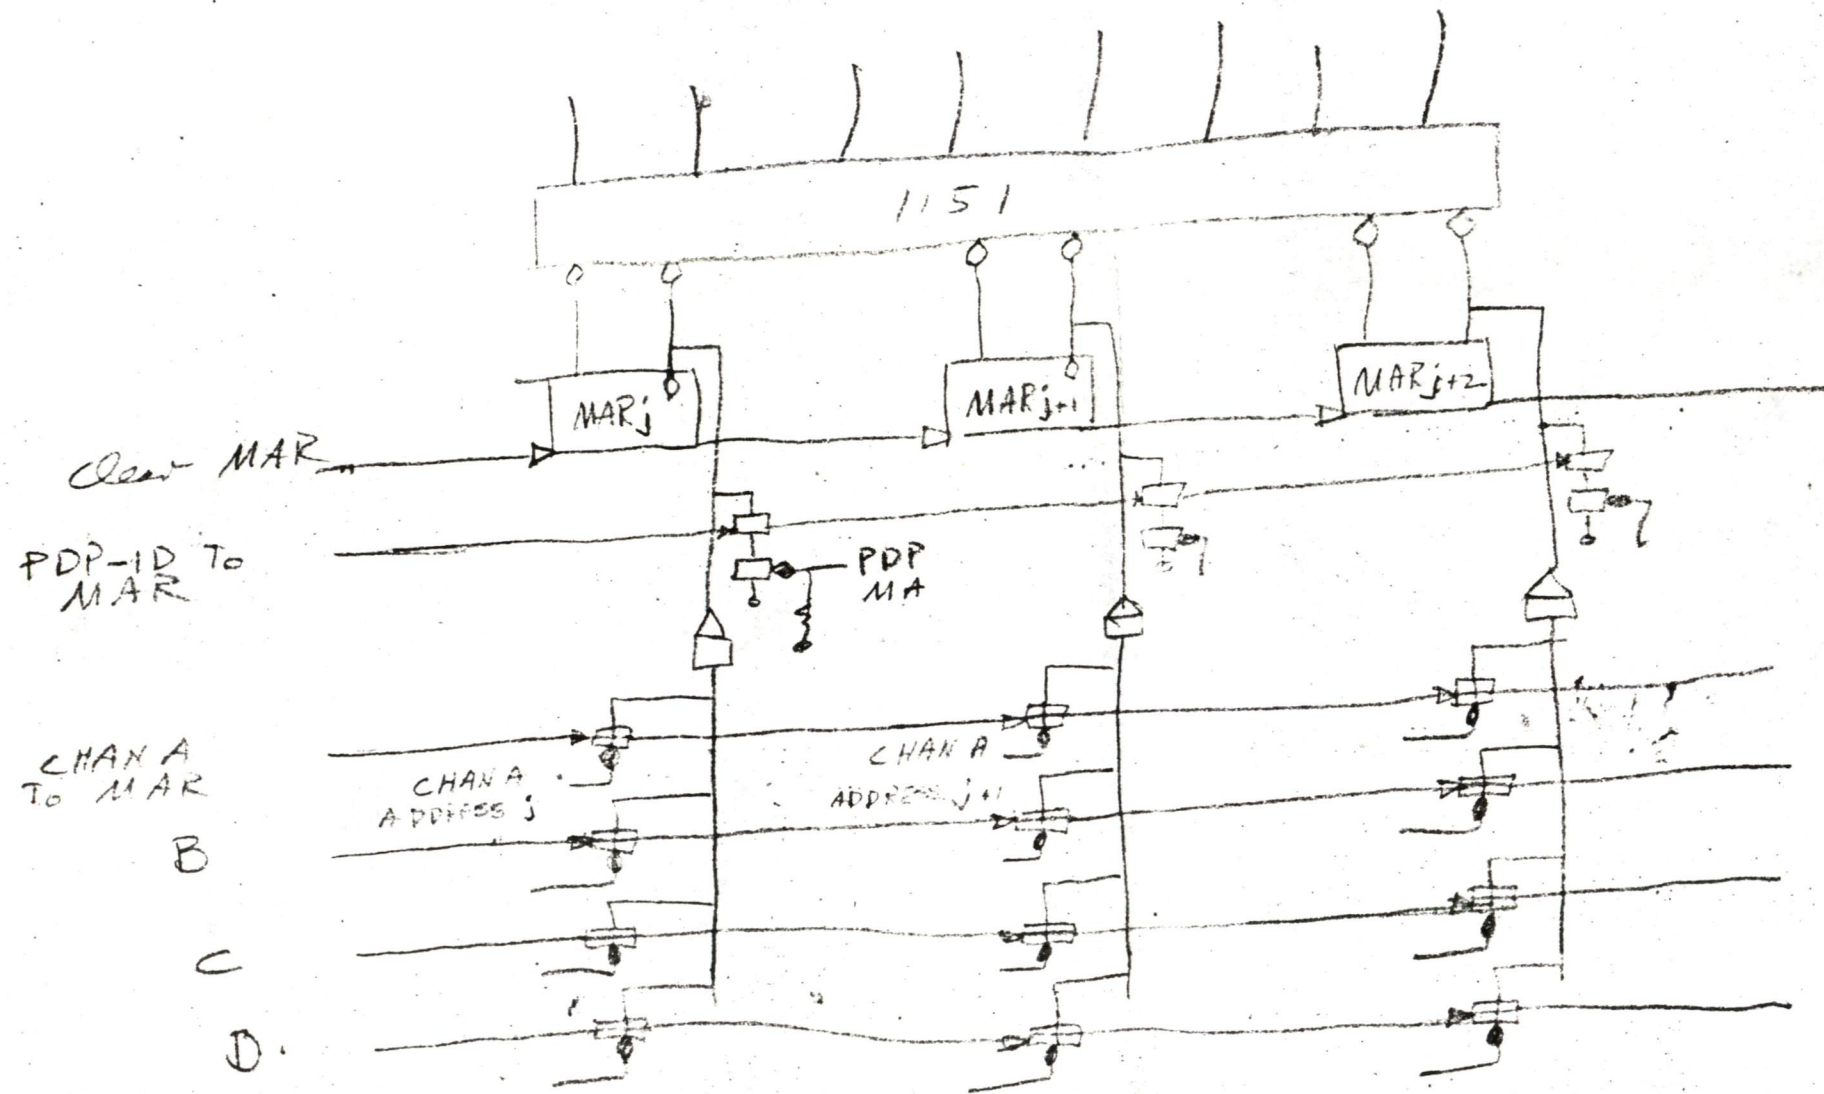 1151
MARj
MARj+1
MARj+2
Clear MAR
PDP-1D To
MAR
PDP
MA
CHAN A
To MAR
CHAN A
ADDRESS j
CHAN A
ADDRESS j+1
B
C
D.